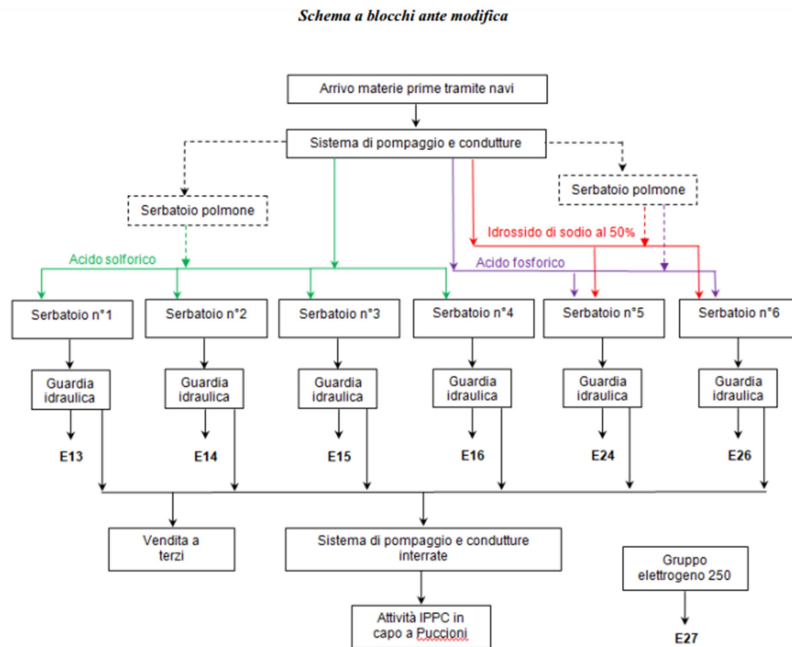 Schema a blocchi ante modifica
Arrivo materie prime tramite navi
Sistema di pompaggio e condutture
Serbatoio polmone
Serbatoio polmone
Idrossido di sodio al 50%
Acido solforico
Acido fosforico
Serbatoio n°1
Serbatoio n°2
Serbatoio n°3
Serbatoio n°4
Serbatoio n°5
Serbatoio n°6
Guardia
idraulica
Guardia
idraulica
Guardia
idraulica
Guardia
idraulica
Guardia
idraulica
Guardia
idraulica
E13
E14
E15
E16
E24
E26
Vendita a
terzi
Sistema di pompaggio e condutture
interrate
Gruppo
elettrogeno 250
Attività IPPC in
capo a Puccioni
E27